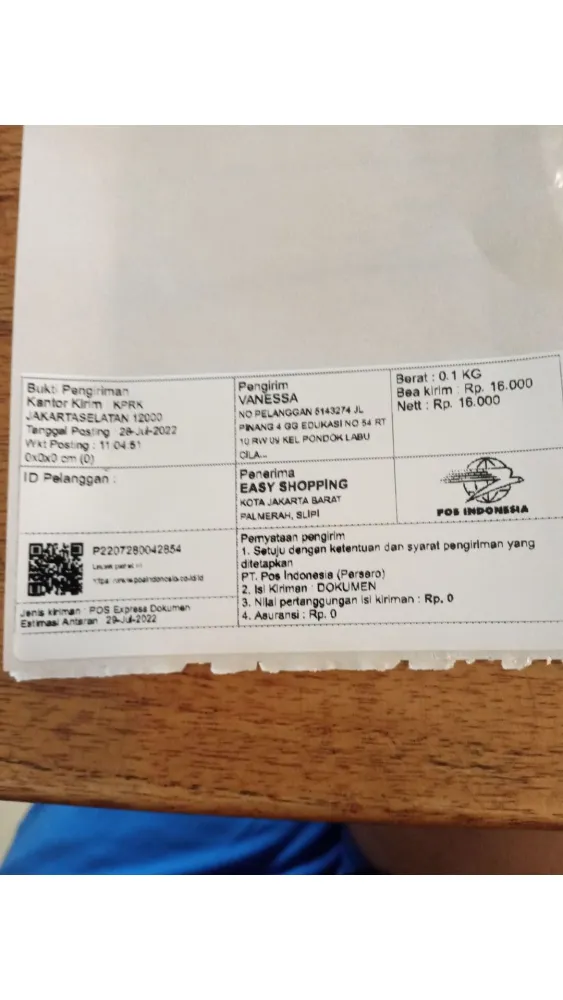 Bukti Pengiriman
Kantor Kirim : KPRK
JAKARTASELATAN 12000
Tanggal Posting : 28-Jul-2022
Wkt Posting : 11:04:51
0x0x0 cm (0)
Pengirim
VANESSA
NO PELANGGAN 5143274 JL
PINANG 4 GG EDUKASI NO 54 RT
10 RW 09 KEL PONDOK LABU
CILA...
Berat : 0.1 KG
Bea kirim : Rp. 16.000
Nett : Rp. 16.000
ID Pelanggan :
Penerima
EASY SHOPPING
KOTA JAKARTA BARAT
PALMERAH, SLIPI
POS INDONESIA
P2207280042854
Lacak
Jenis kiriman : POS Express Dokumen
Estimasi Antaran : 29-Jul-2022
Pernyataan pengirim
1. Setuju dengan ketentuan dan syarat pengiriman yang
ditetapkan
PT. Pos Indonesia (Persero)
2. Isi Kiriman : DOKUMEN
3. Nilai pertanggungan isi kiriman : Rp. 0
4. Asuransi : Rp. 0